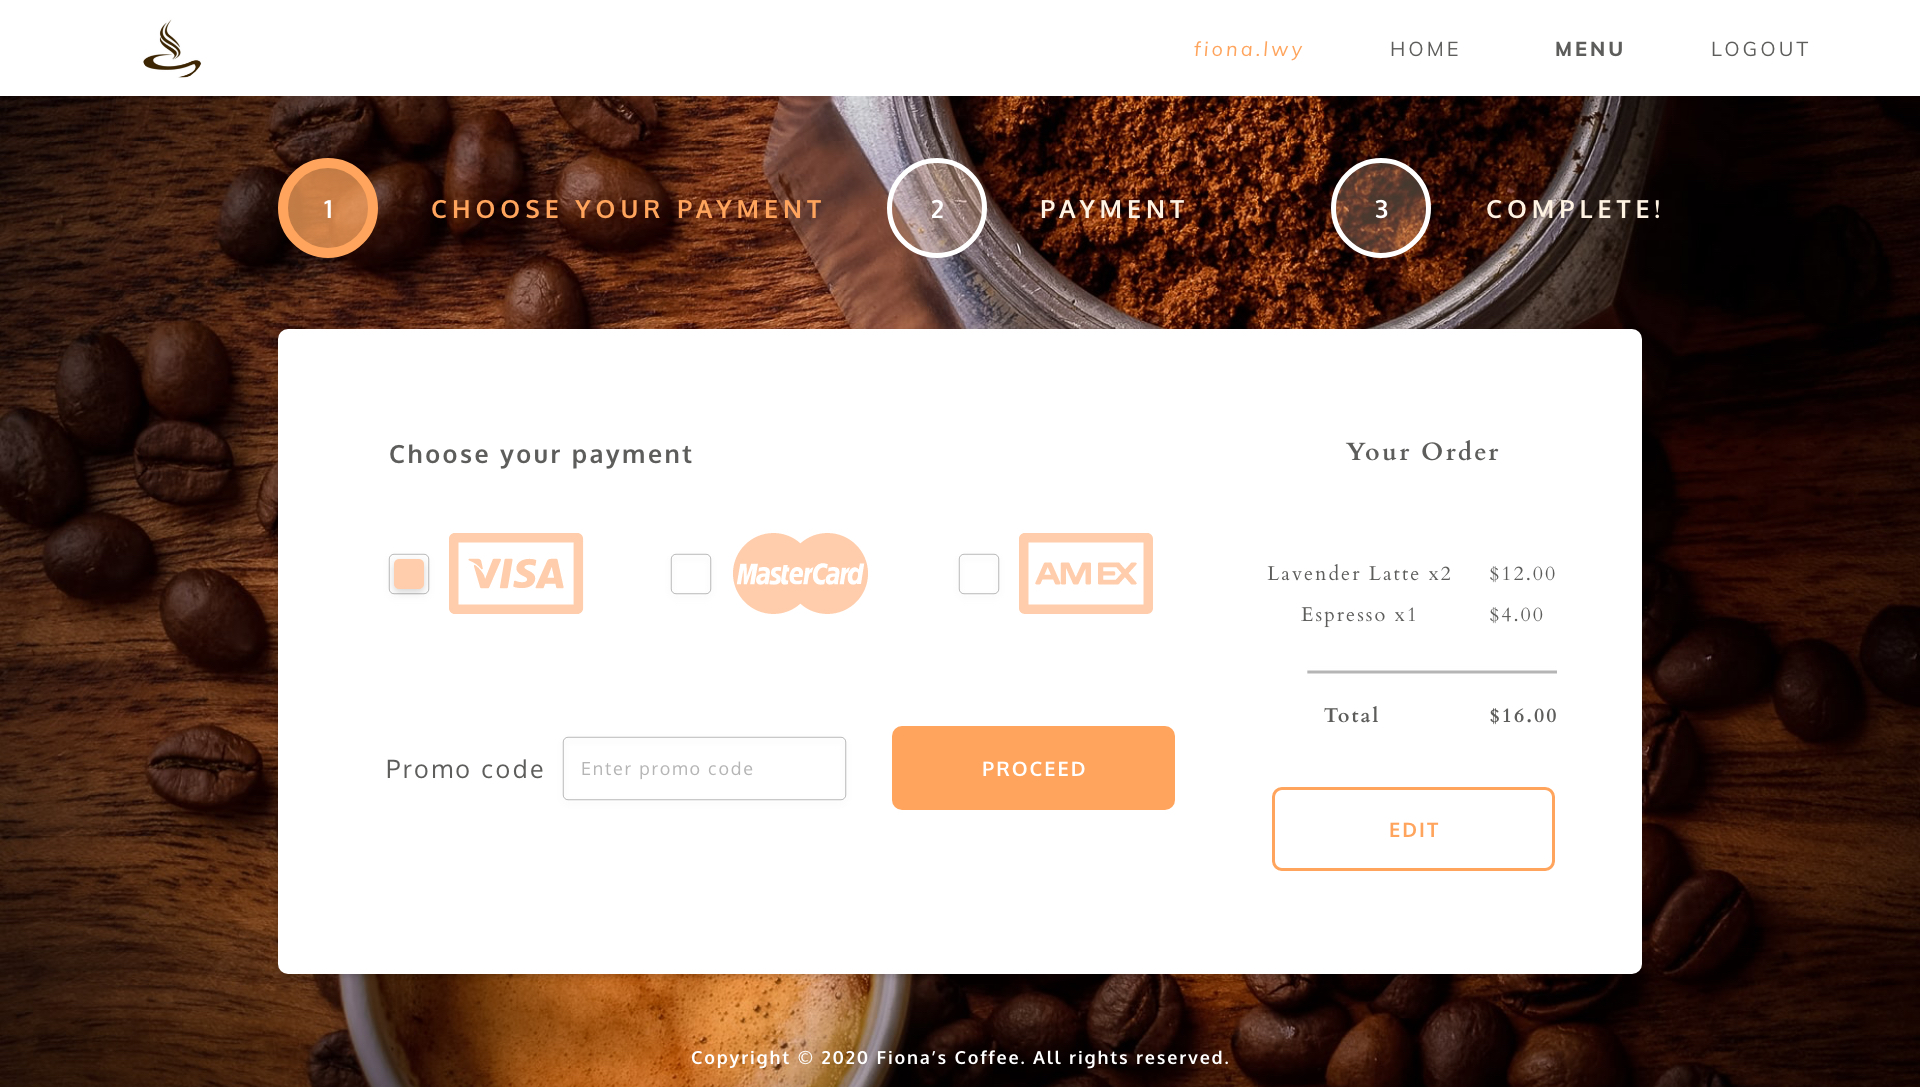 fiona.lwy HOME MENU LOGOUT
1 CHOOSE YOUR PAYMENT 2 PAYMENT 3 COMPLETE!
Choose your payment
VISA MasterCard AMEX
Promo code Enter promo code PROCEED
Your Order
Lavender Latte x2 $12.00
Espresso x1 $4.00
Total $16.00
EDIT
Copyright © 2020 Fiona’s Coffee. All rights reserved.